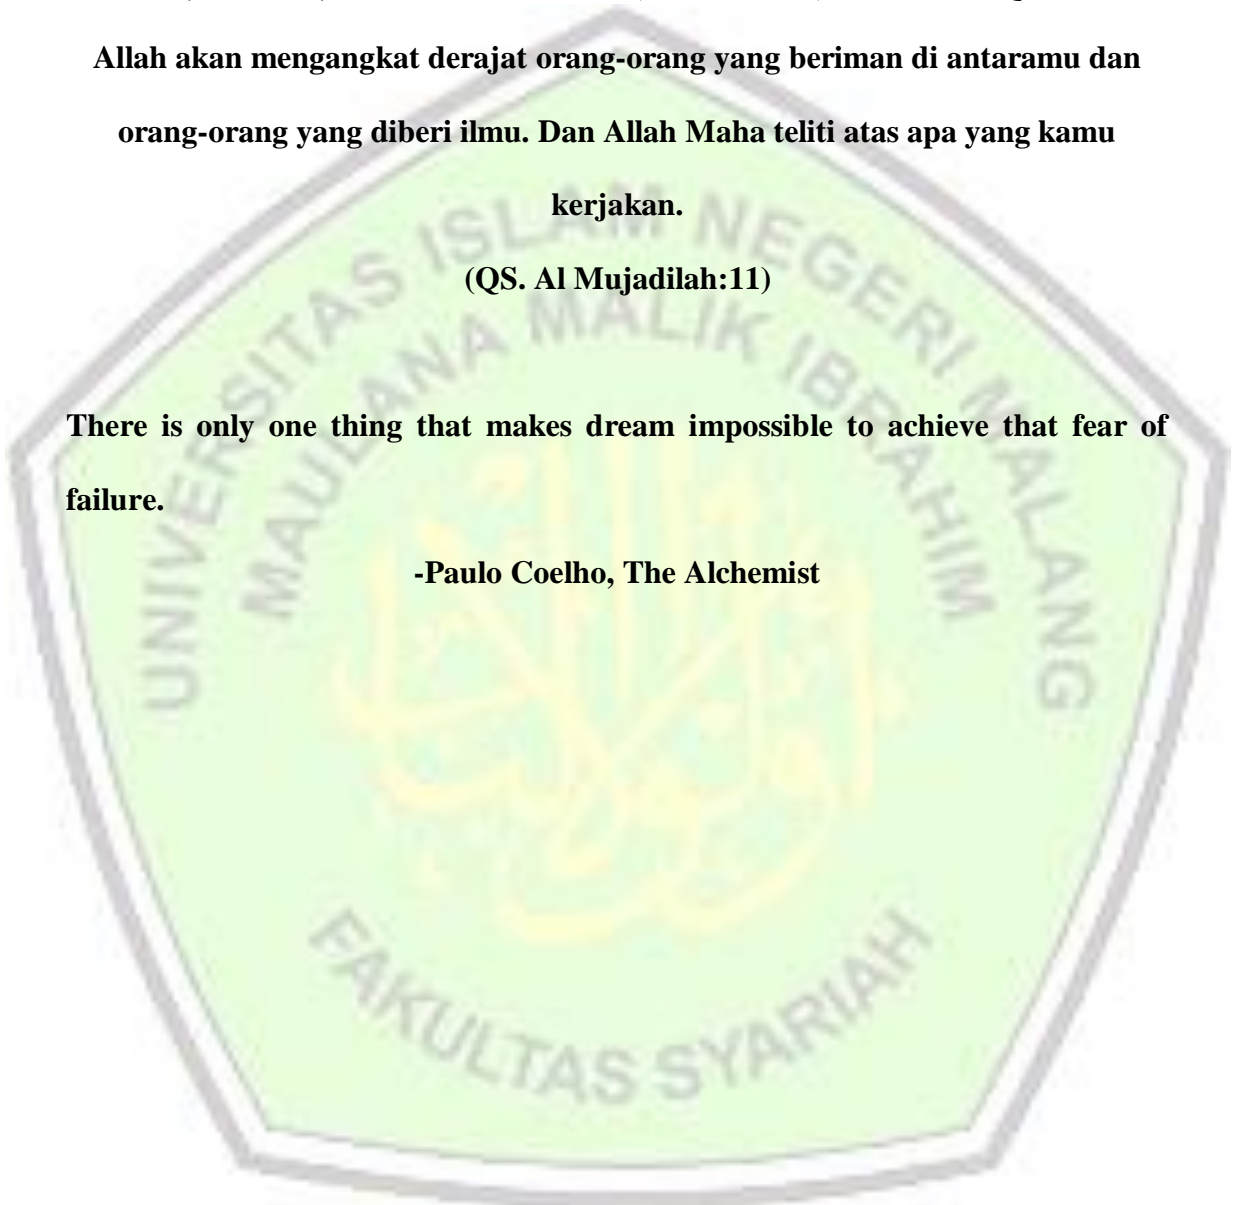 Allah akan mengangkat derajat orang-orang yang beriman di antaramu dan
orang-orang yang diberi ilmu. Dan Allah Maha teliti atas apa yang kamu
kerjakan.
(QS. Al Mujadilah:11)
There is only one thing that makes dream impossible to achieve that fear of
failure.
-Paulo Coelho, The Alchemist
UNIVERSITAS ISLAM NEGERI MALANG
MAULANA MALIK IBRAHIM
FAKULTAS SYARIAH